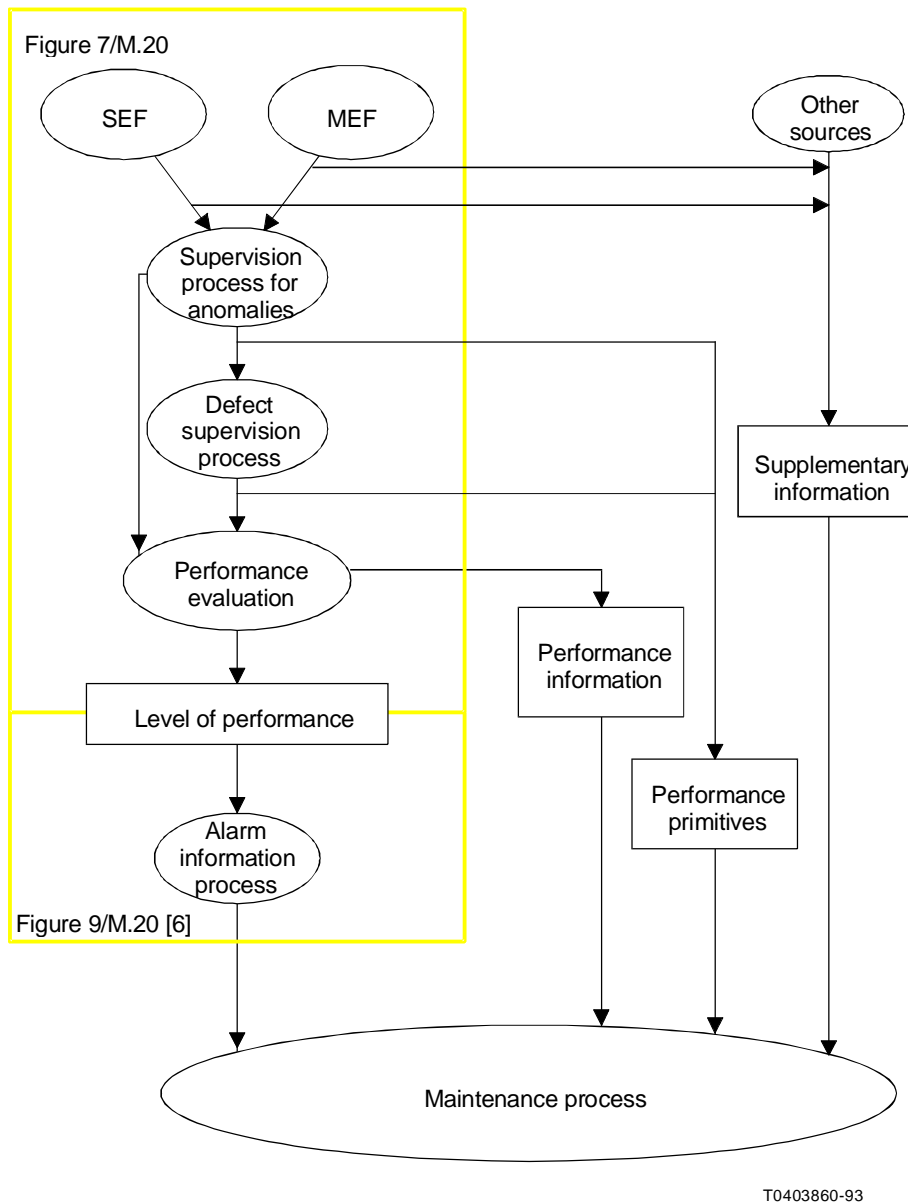 Figure 7/M.20
SEF
MEF
Other
sources
Supervision
process for
anomalies
Defect
supervision
process
Supplementary
information
Performance
evaluation
Performance
information
Level of performance
Performance
primitives
Alarm
information
process
Figure 9/M.20 [6]
Maintenance process
T0403860-93